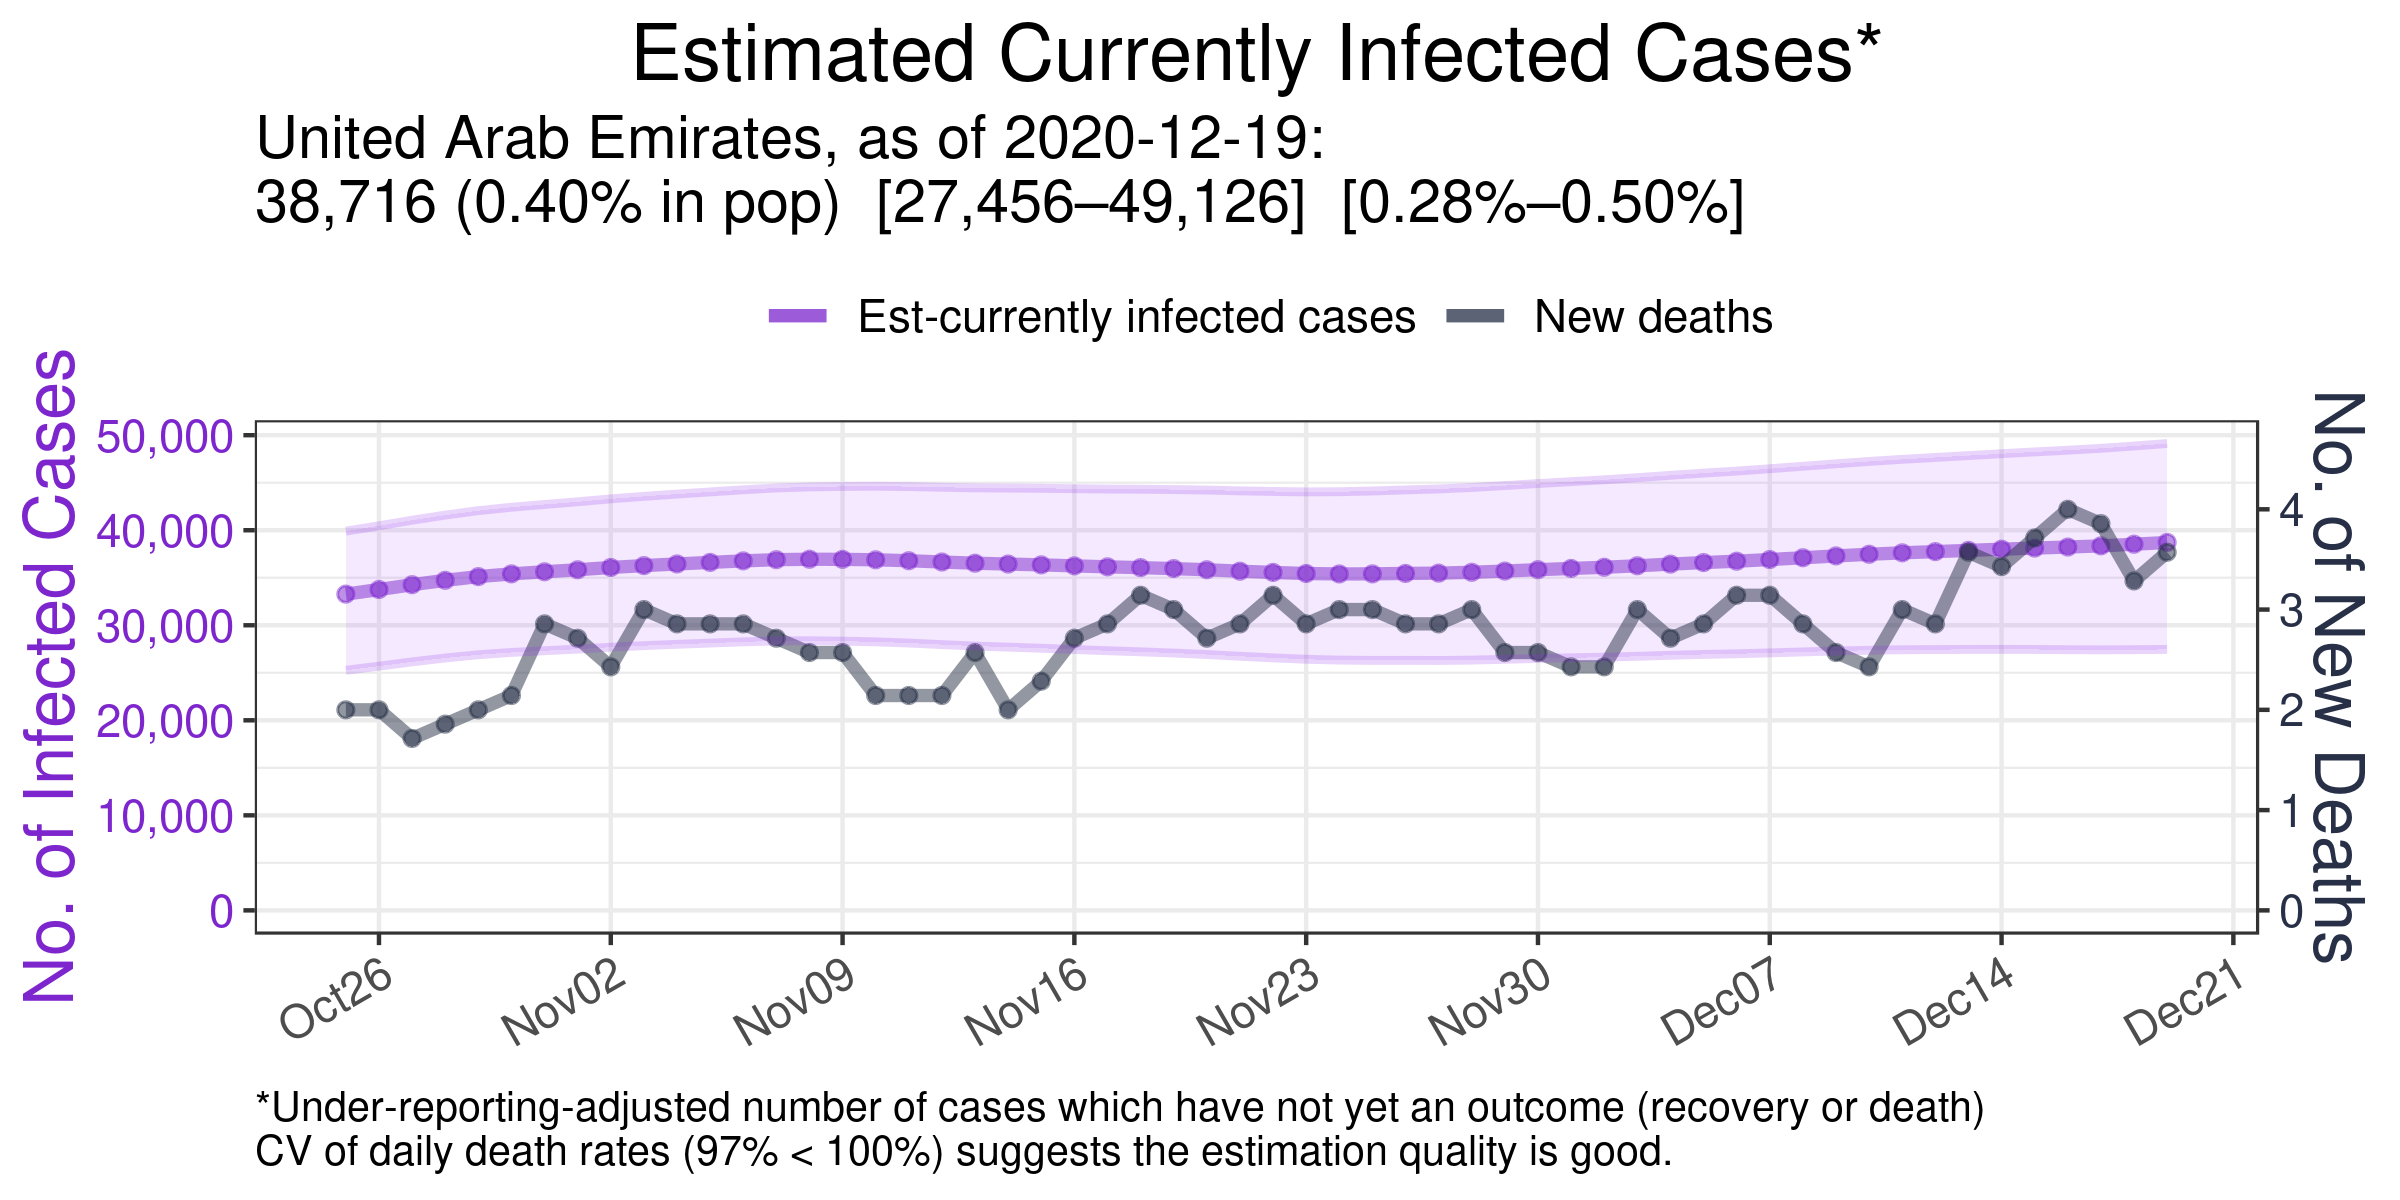 Estimated Currently Infected Cases*
United Arab Emirates, as of 2020-12-19:
38,716 (0.40% in pop)  [27,456–49,126]  [0.28%–0.50%]
Est-currently infected cases
New deaths
No. of Infected Cases
50,000
40,000
30,000
20,000
10,000
0
4
3
2
1
0
No. of New Deaths
Oct26
Nov02
Nov09
Nov16
Nov23
Nov30
Dec07
Dec14
Dec21
*Under-reporting-adjusted number of cases which have not yet an outcome (recovery or death)
CV of daily death rates (97% < 100%) suggests the estimation quality is good.